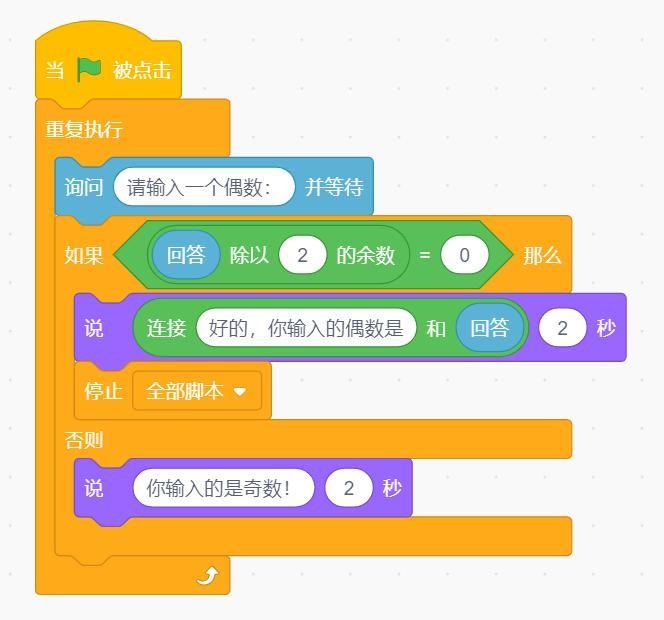 当 被点击
重复执行
询问 请输入一个偶数： 并等待
如果 回答 除以 2 的余数 = 0 那么
说 连接 好的，你输入的偶数是 和 回答 2 秒
停止 全部脚本
否则
说 你输入的是奇数！ 2 秒